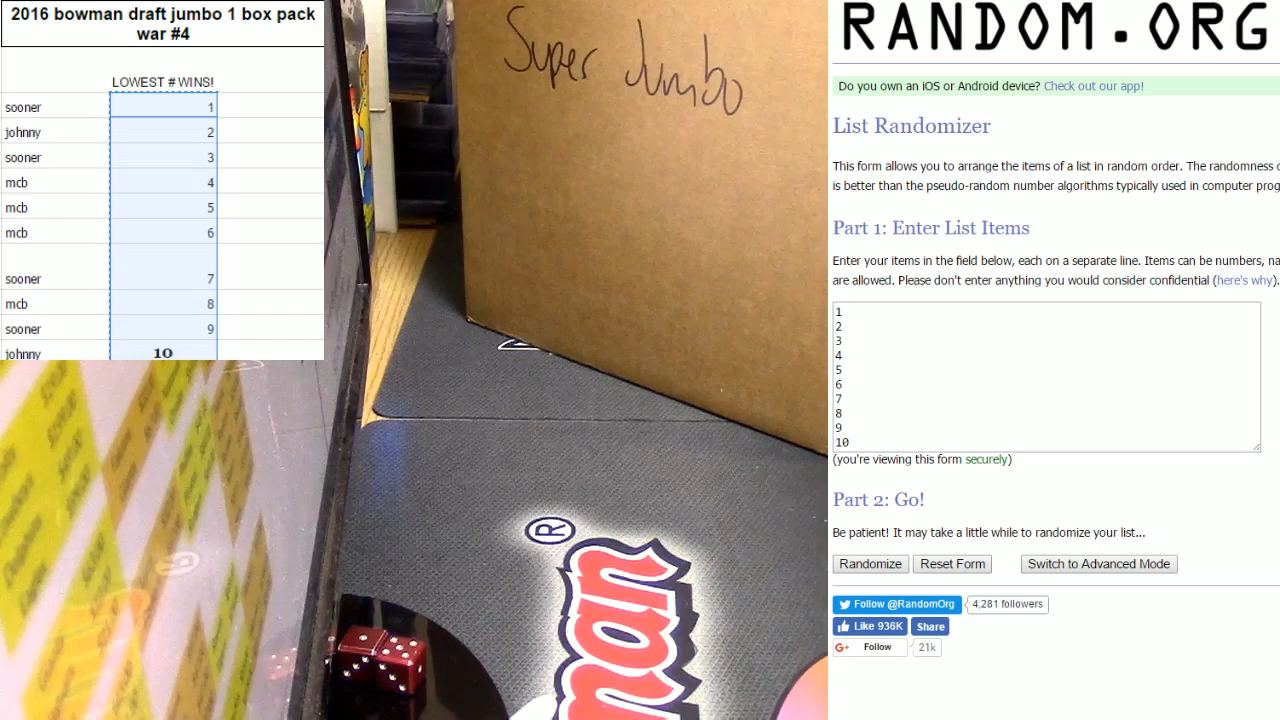 2016 bowman draft jumbo 1 box pack
war #4
LOWEST # WINS!
sooner 1
johnny 2
sooner 3
mcb 4
mcb 5
mcb 6
sooner 7
mcb 8
sooner 9
johnny 10
Super Jumbo
®
man
RANDOM.ORG
Do you own an iOS or Android device? Check out our app!
List Randomizer
This form allows you to arrange the items of a list in random order. The randomness
is better than the pseudo-random number algorithms typically used in computer
Part 1: Enter List Items
Enter your items in the field below, each on a separate line. Items can be numbers,
are allowed. Please don't enter anything you would consider confidential (here's why).
1
2
3
4
5
6
7
8
9
10
(you're viewing this form securely)
Part 2: Go!
Be patient! It may take a little while to randomize your list...
Randomize Reset Form Switch to Advanced Mode
Follow @RandomOrg 4,281 followers
Like 936K Share
G+ Follow 21k